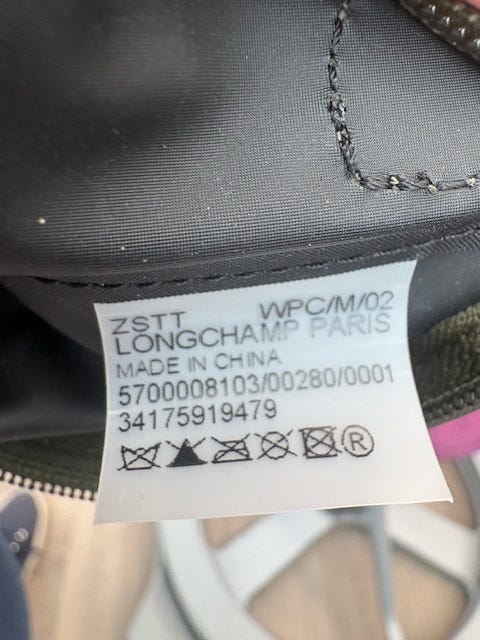 ZSTT WPC/M/02
LONGCHAMP PARIS
MADE IN CHINA
5700008103/00280/0001
34175919479
®